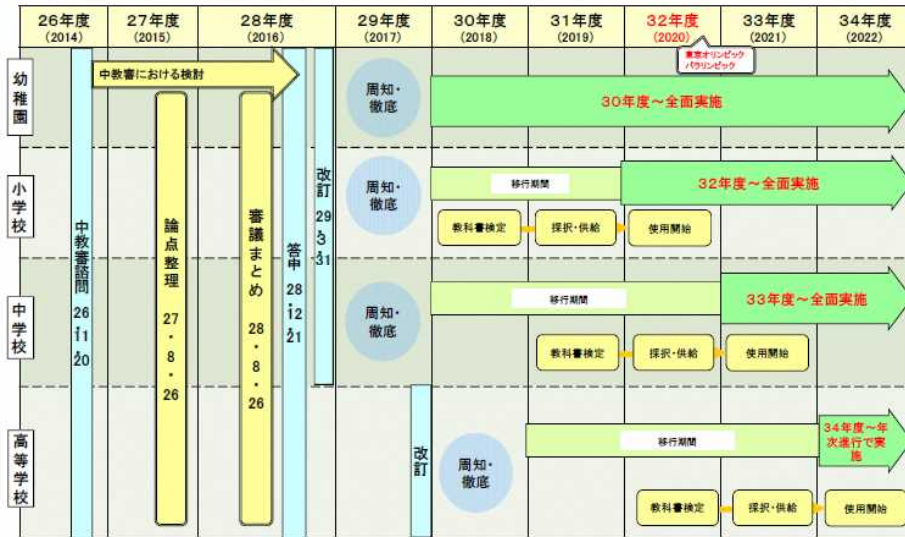 26年度 27年度 28年度 29年度 30年度 31年度 32年度 33年度 34年度
(2014) (2015) (2016) (2017) (2018) (2019) (2020) (2021) (2022)
東京オリンピック
パラリンピック
中教審における検討
幼稚園
周知・
徹底
30年度～全面実施
小学校
周知・
徹底
移行期間
32年度～全面実施
教科書検定
採択・供給
使用開始
中教審諮問 26・11・20
論点整理 27・8・26
審議まとめ 28・8・26
答申 28・12・21
改訂 29・3・31
中学校
周知・
徹底
移行期間
33年度～全面実施
教科書検定
採択・供給
使用開始
高等学校
改訂
周知・
徹底
移行期間
34年度～年
次進行で実
施
教科書検定
採択・供給
使用開始